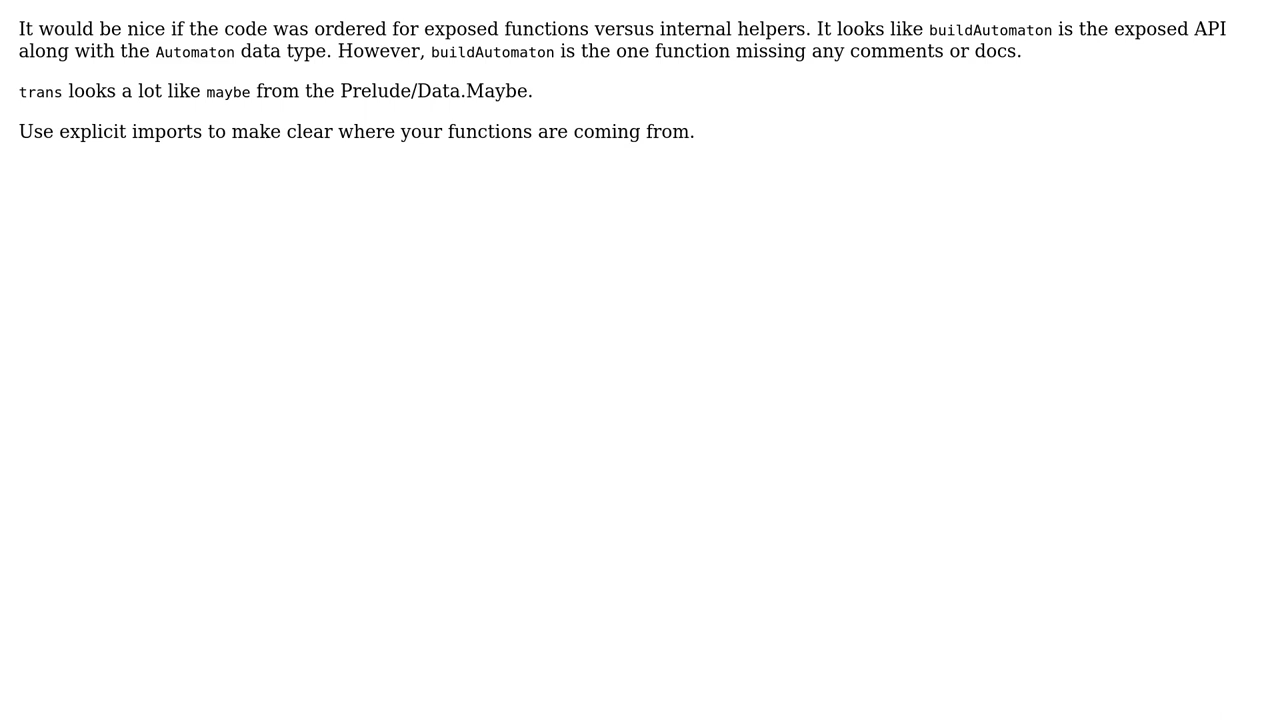 It would be nice if the code was ordered for exposed functions versus internal helpers. It looks like buildAutomaton is the exposed API
along with the Automaton data type. However, buildAutomaton is the one function missing any comments or docs.
trans looks a lot like maybe from the Prelude/Data.Maybe.
Use explicit imports to make clear where your functions are coming from.